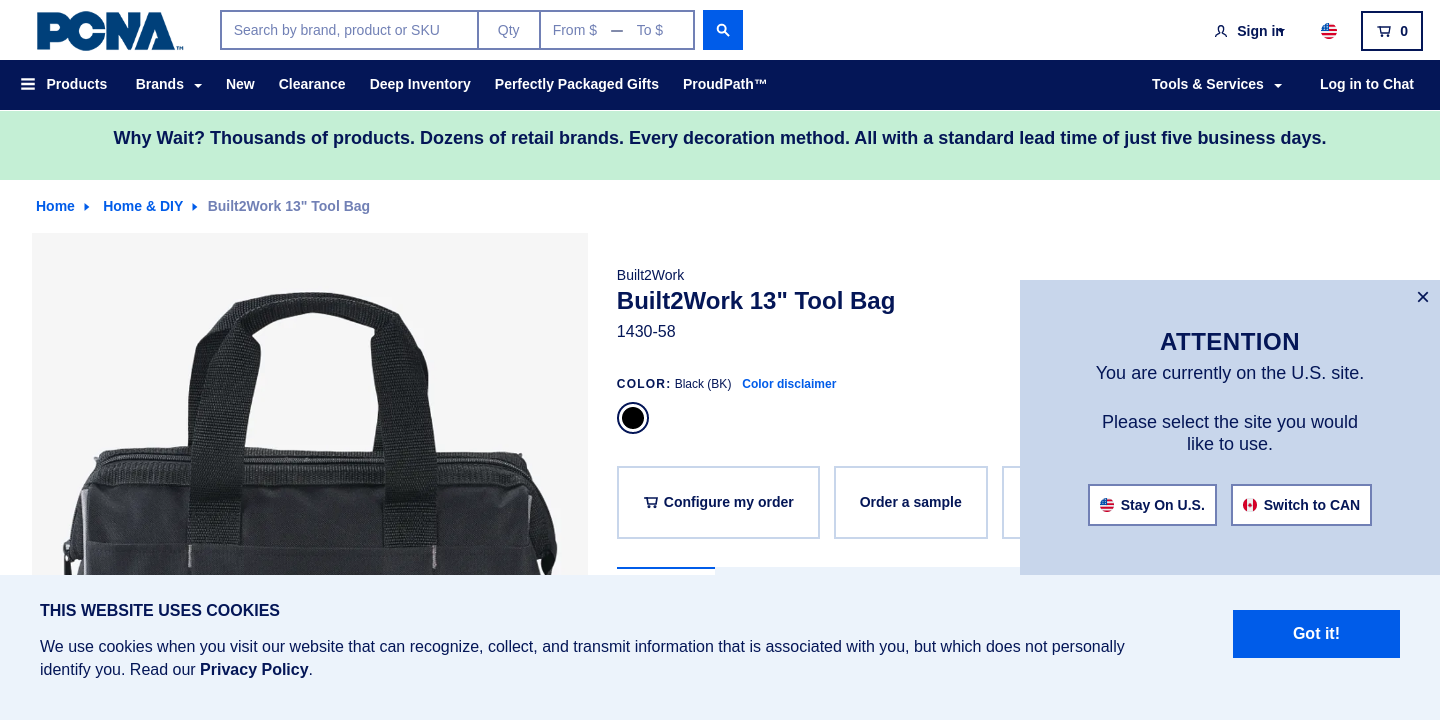 PCNA™
Search by brand, product or SKU Qty From $ — To $
Sign in 0
Products Brands New Clearance Deep Inventory Perfectly Packaged Gifts ProudPath™ Tools & Services Log in to Chat
Why Wait? Thousands of products. Dozens of retail brands. Every decoration method. All with a standard lead time of just five business days.
Home Home & DIY Built2Work 13" Tool Bag
Built2Work
Built2Work 13" Tool Bag
1430-58
COLOR: Black (BK) Color disclaimer
Configure my order Order a sample
×
ATTENTION
You are currently on the U.S. site.
Please select the site you would
like to use.
Stay On U.S. Switch to CAN
THIS WEBSITE USES COOKIES
We use cookies when you visit our website that can recognize, collect, and transmit information that is associated with you, but which does not personally
identify you. Read our Privacy Policy.
Got it!